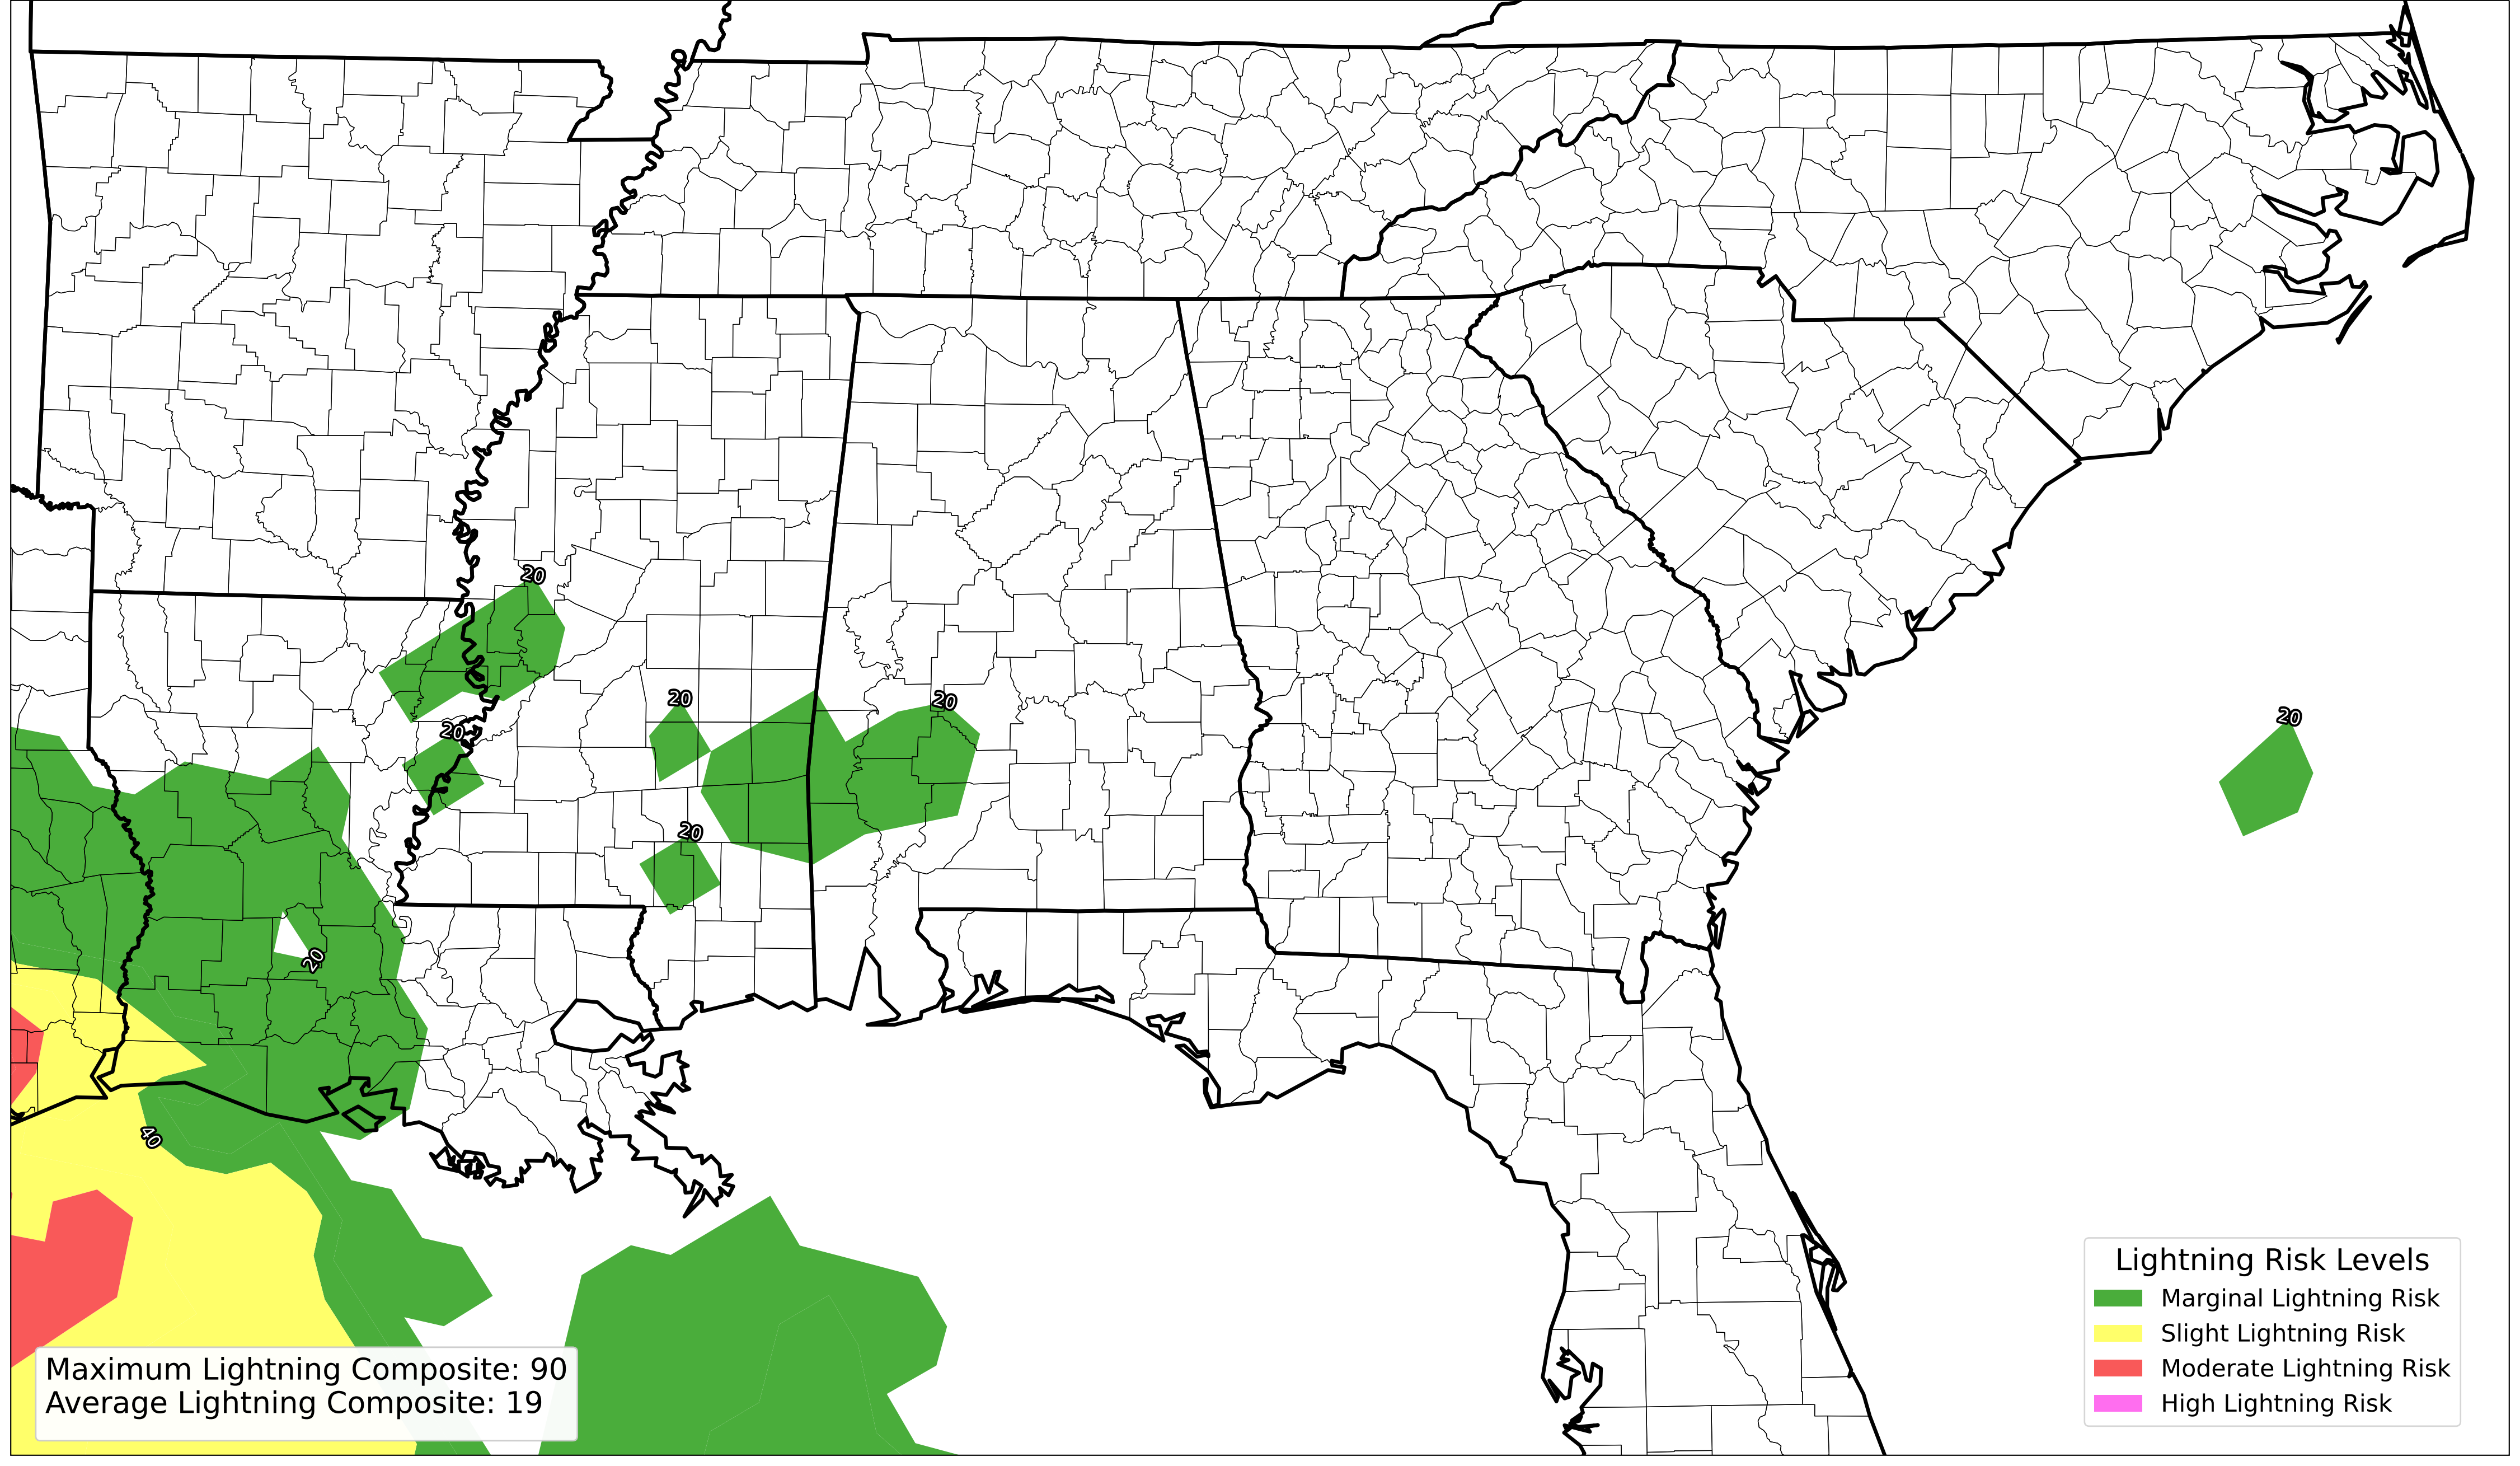 20
20
20
20
20
20
20
40
Maximum Lightning Composite: 90
Average Lightning Composite: 19
Lightning Risk Levels
Marginal Lightning Risk
Slight Lightning Risk
Moderate Lightning Risk
High Lightning Risk